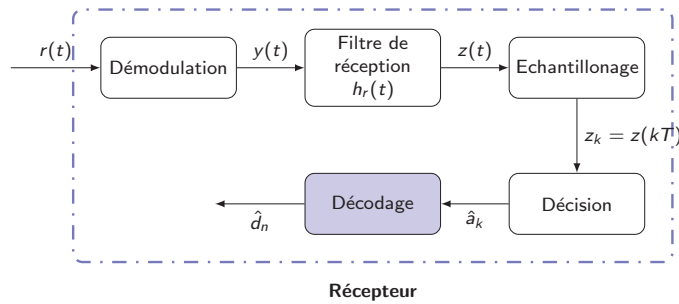 r(t)
Démodulation
y(t)
Filtre de
réception
h_r(t)
z(t)
Echantillonage
z_k = z(kT)
Décision
â_k
Décodage
d̂_n
Récepteur